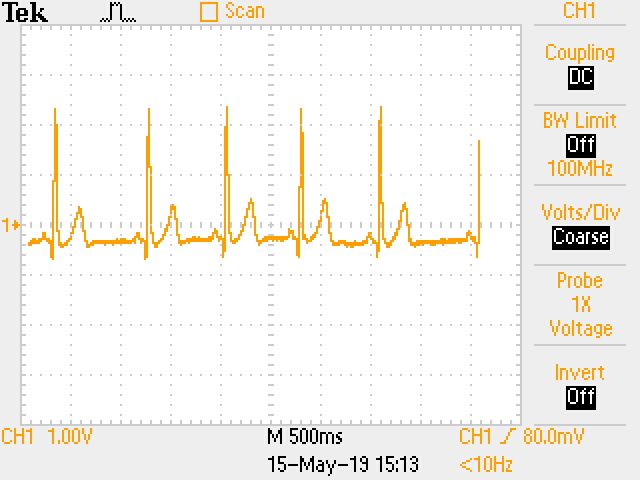 Tek Scan CH1
Coupling
DC
BW Limit
Off
100MHz
Volts/Div
Coarse
Probe
1X
Voltage
Invert
Off
1
CH1 1.00V M 500ms CH1 80.0mV
15-May-19 15:13 <10Hz